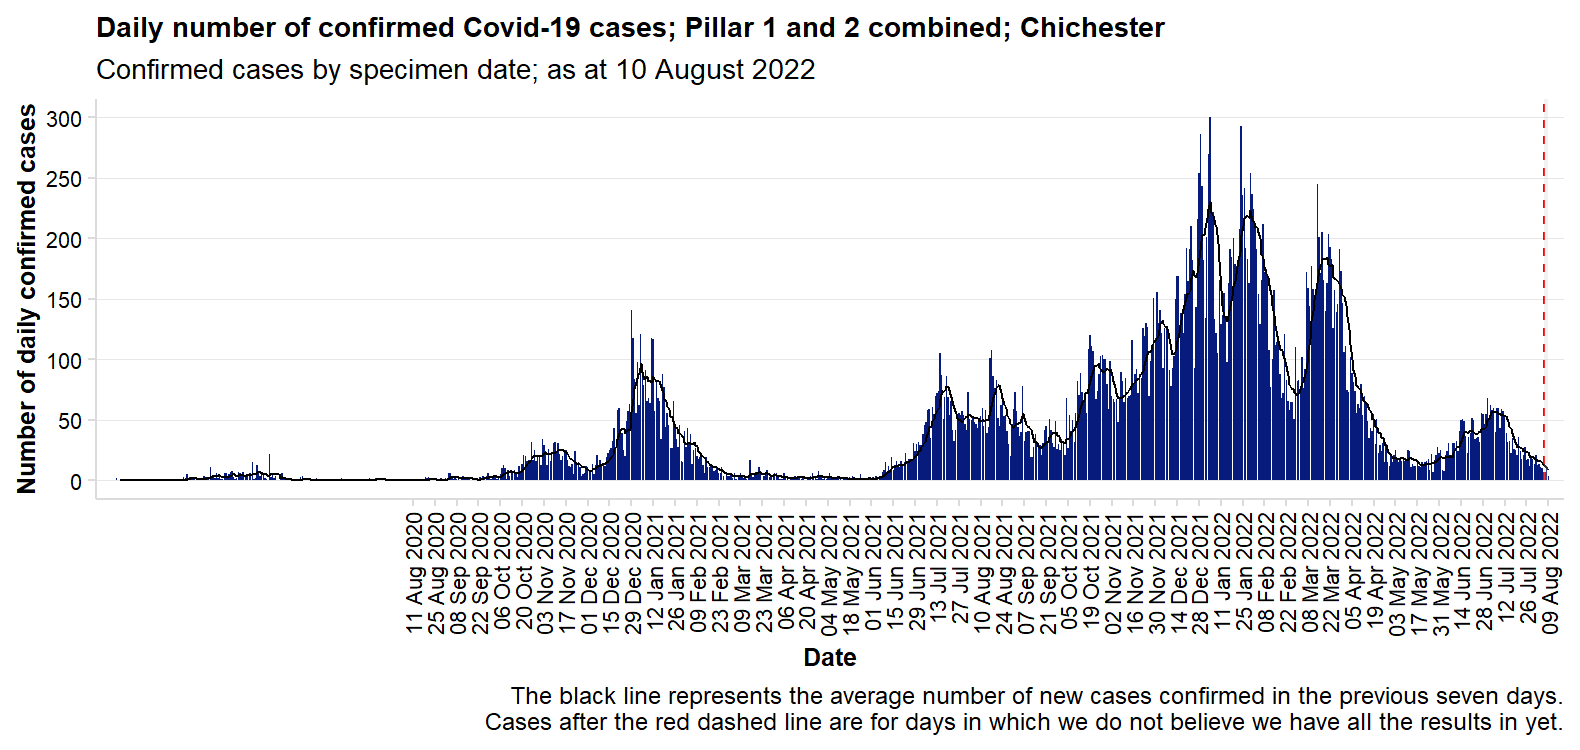 Daily number of confirmed Covid-19 cases; Pillar 1 and 2 combined; Chichester
Confirmed cases by specimen date; as at 10 August 2022
Number of daily confirmed cases
300
250
200
150
100
50
0
11 Aug 2020
25 Aug 2020
08 Sep 2020
22 Sep 2020
06 Oct 2020
20 Oct 2020
03 Nov 2020
17 Nov 2020
01 Dec 2020
15 Dec 2020
29 Dec 2020
12 Jan 2021
26 Jan 2021
09 Feb 2021
23 Feb 2021
09 Mar 2021
23 Mar 2021
06 Apr 2021
20 Apr 2021
04 May 2021
18 May 2021
01 Jun 2021
15 Jun 2021
29 Jun 2021
13 Jul 2021
27 Jul 2021
10 Aug 2021
24 Aug 2021
07 Sep 2021
21 Sep 2021
05 Oct 2021
19 Oct 2021
02 Nov 2021
16 Nov 2021
30 Nov 2021
14 Dec 2021
28 Dec 2021
11 Jan 2022
25 Jan 2022
08 Feb 2022
22 Feb 2022
08 Mar 2022
22 Mar 2022
05 Apr 2022
19 Apr 2022
03 May 2022
17 May 2022
31 May 2022
14 Jun 2022
28 Jun 2022
12 Jul 2022
26 Jul 2022
09 Aug 2022
Date
The black line represents the average number of new cases confirmed in the previous seven days.
Cases after the red dashed line are for days in which we do not believe we have all the results in yet.